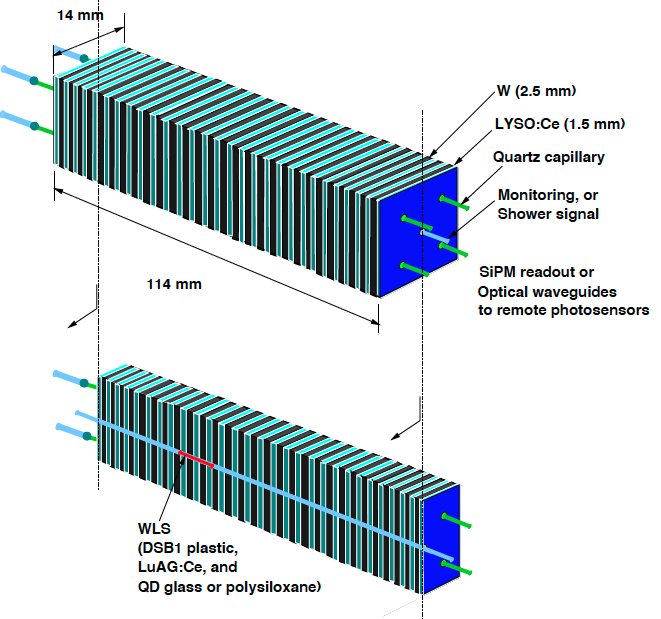 14 mm
W (2.5 mm)
LYSO:Ce (1.5 mm)
Quartz capillary
Monitoring, or
Shower signal
SiPM readout or
Optical waveguides
to remote photosensors
114 mm
WLS
(DSB1 plastic,
LuAG:Ce, and
QD glass or polysiloxane)